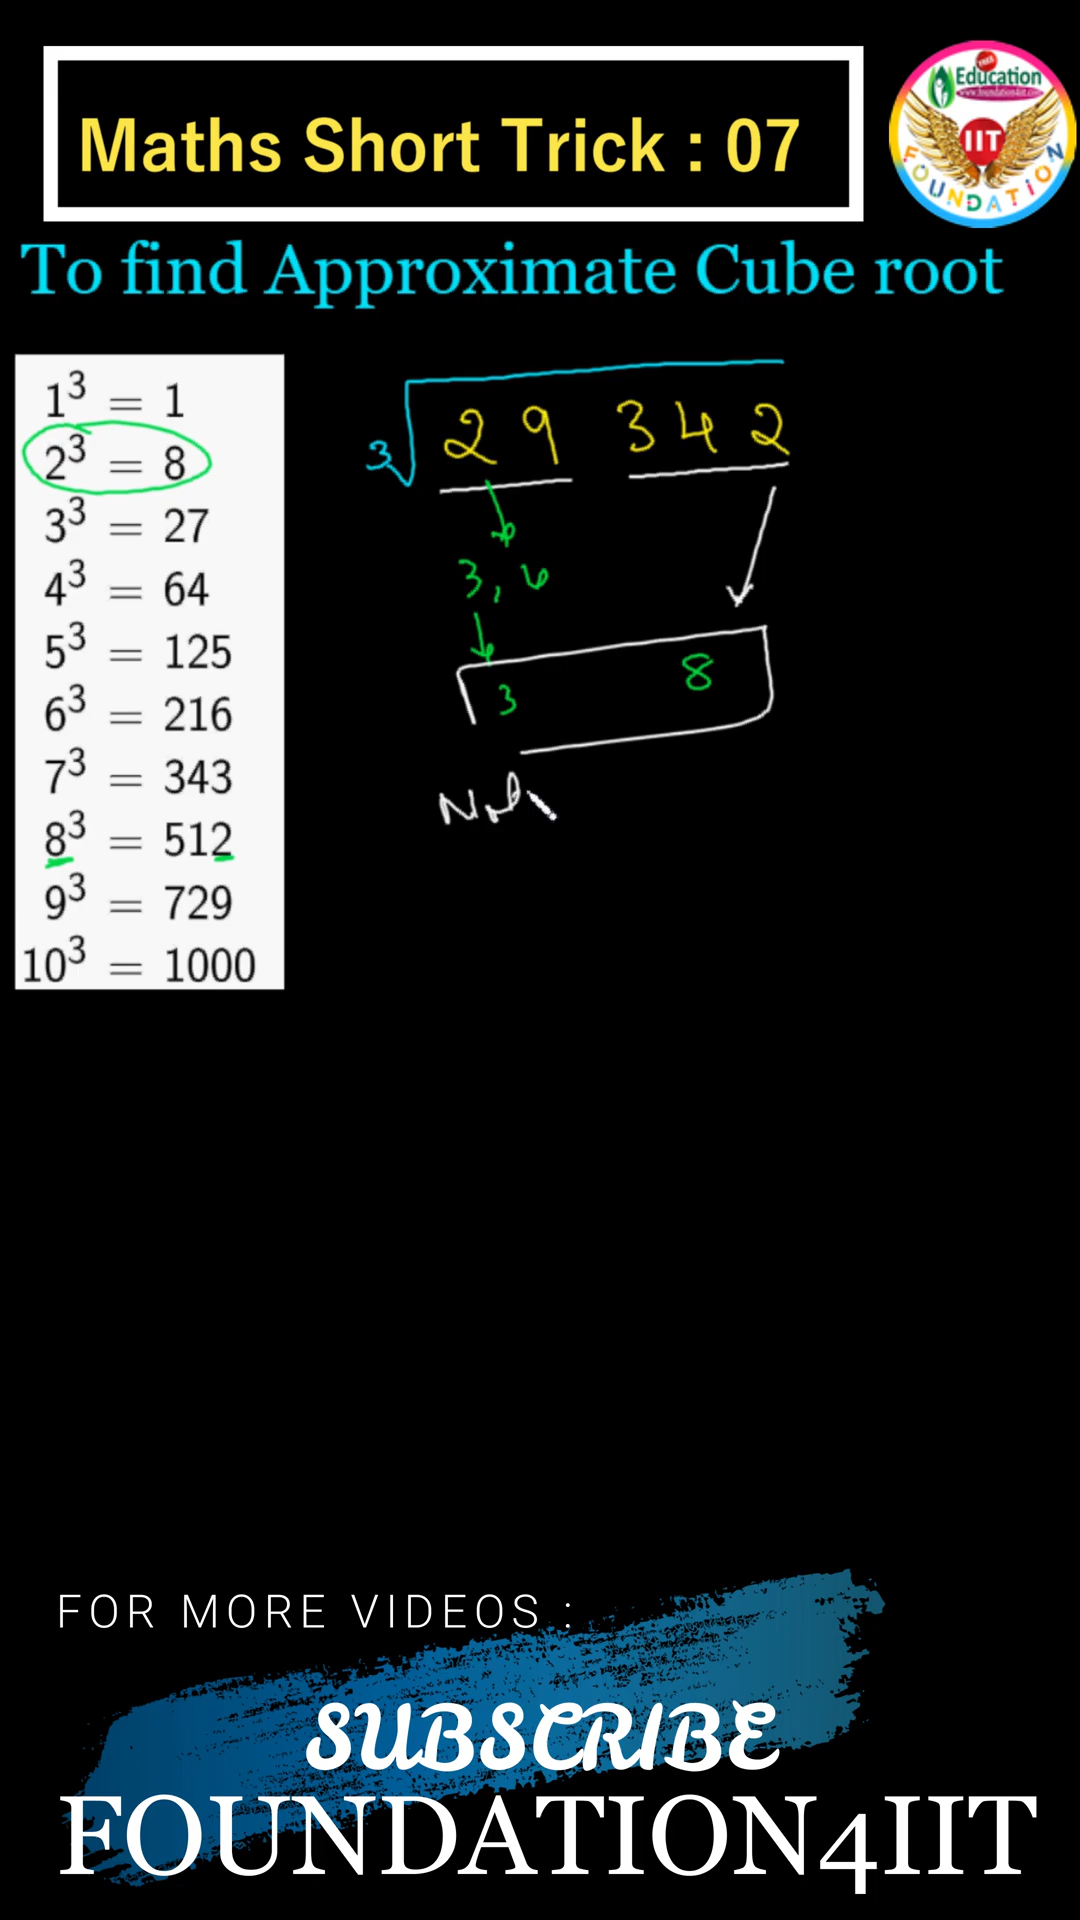 Maths Short Trick : 07
Education
IIT
FOUNDATION
To find Approximate Cube root
1³ = 1
2³ = 8
3³ = 27
4³ = 64
5³ = 125
6³ = 216
7³ = 343
8³ = 512
9³ = 729
10³ = 1000
3√ 29 342
3, 4
3 8
FOR MORE VIDEOS :
SUBSCRIBE
FOUNDATION4IIT